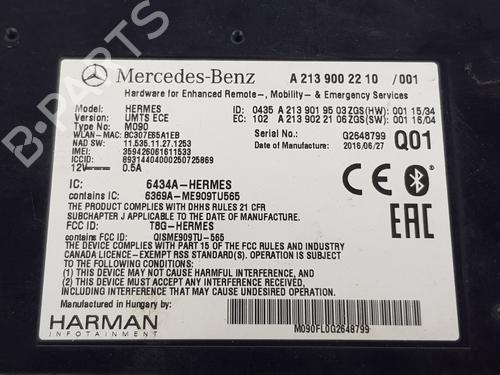 Mercedes-Benz
A 213 900 22 10 /001
Hardware for Enhanced Remote-, Mobility- & Emergency Services
Model: HERMES
ID: 0435 A 213 901 95 03 ZGS(HW): 001 15/34
Version: UMTS ECE
EC: 102 A 213 902 21 06 ZGS(SW): 001 16/04
Type No: M090
WLAN - MAC: BC307E65A1EB
Serial No: G2648799
NAD SW: 11.535.11.27.1253
Date of Manufacture: 2016/06/27
Q01
IMEI: 359426061611533
ICCID: 89314404000250725869
12V 0.5A
IC: 6434A-HERMES
contains IC: 6369A-ME909TU565
THE PRODUCT COMPLIES WITH DHHS RULES 21 CFR
SUBCHAPTER J APPLICABLE TO THE DATE OF MANUFACTURE
FCC ID: T8G-HERMES
contains FCC ID: QISME909TU-565
THE DEVICE COMPLIES WITH PART 15 OF THE FCC RULES AND INDUSTRY
CANADA LICENCE-EXEMPT RSS STANDARD(S). OPERATION IS SUBJECT TO
THE FOLLOWING TWO CONDITIONS:
(1) THIS DEVICE MAY NOT CAUSE HARMFUL INTERFERENCE, AND
(2) THIS DEVICE MUST ACCEPT ANY INTERFERENCE RECEIVED,
INCLUDING INTERFERENCE THAT MAY CAUSE UNDESIRED OPERATION.
CE
EAC
Manufactured in Hungary by:
HARMAN
INFOTAINMENT
M090FL0G2648799
B-PARTS